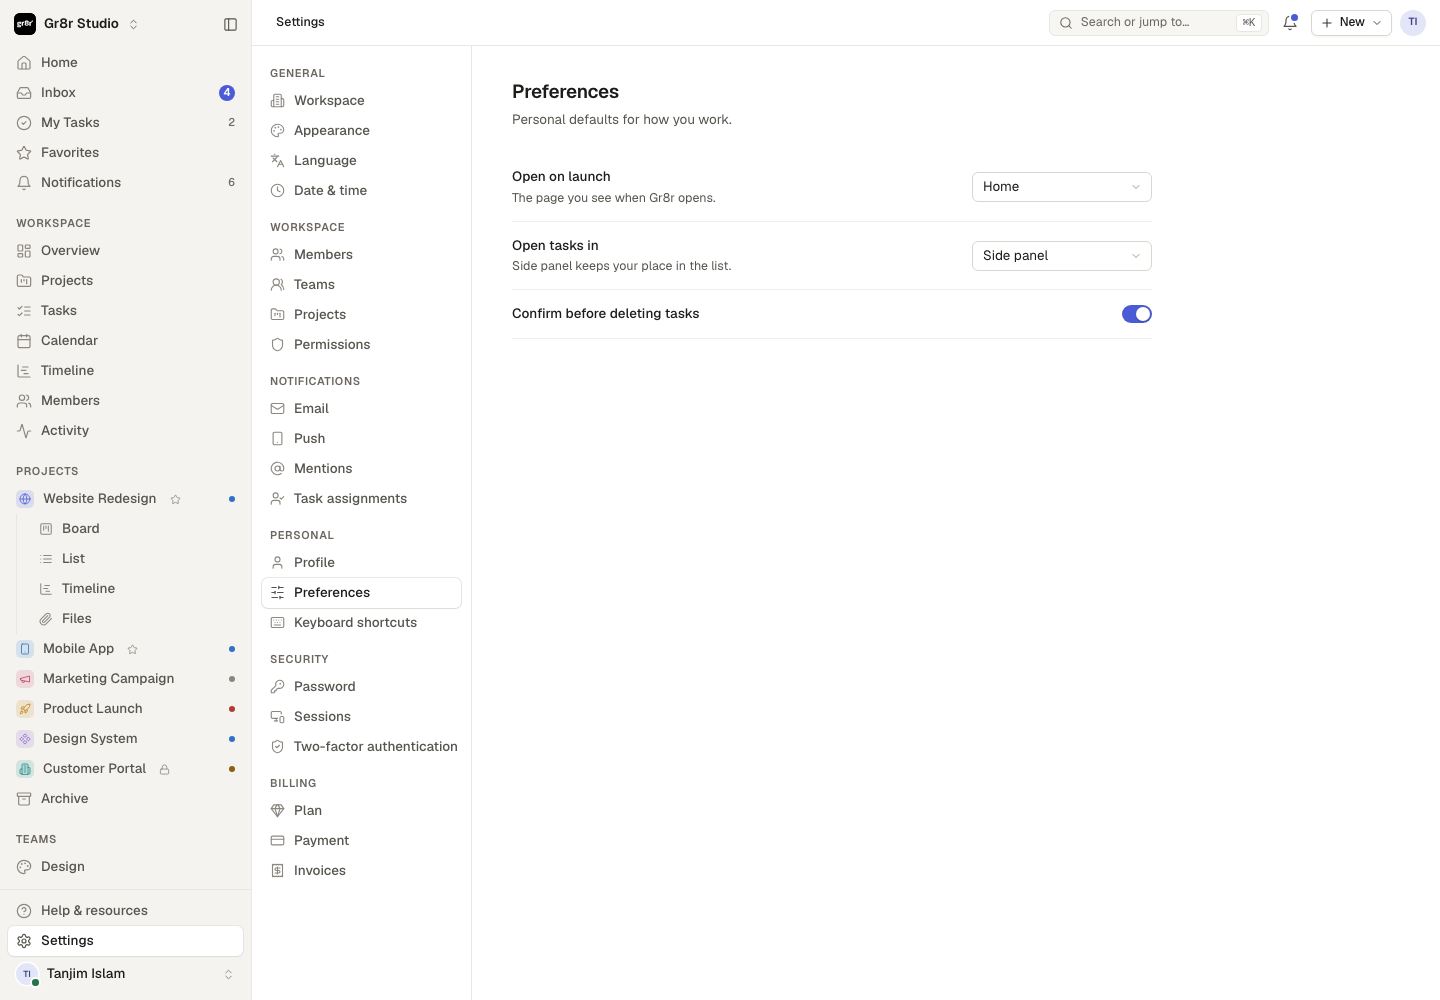 gr8r
Gr8r Studio
Home
Inbox
4
My Tasks
2
Favorites
Notifications
6
WORKSPACE
Overview
Projects
Tasks
Calendar
Timeline
Members
Activity
PROJECTS
Website Redesign
Board
List
Timeline
Files
Mobile App
Marketing Campaign
Product Launch
Design System
Customer Portal
Archive
TEAMS
Design
Help & resources
Settings
TI
Tanjim Islam
Settings
Search or jump to...
⌘K
New
TI
GENERAL
Workspace
Appearance
Language
Date & time
WORKSPACE
Members
Teams
Projects
Permissions
NOTIFICATIONS
Email
Push
Mentions
Task assignments
PERSONAL
Profile
Preferences
Keyboard shortcuts
SECURITY
Password
Sessions
Two-factor authentication
BILLING
Plan
Payment
Invoices
Preferences
Personal defaults for how you work.
Open on launch
The page you see when Gr8r opens.
Home
Open tasks in
Side panel keeps your place in the list.
Side panel
Confirm before deleting tasks